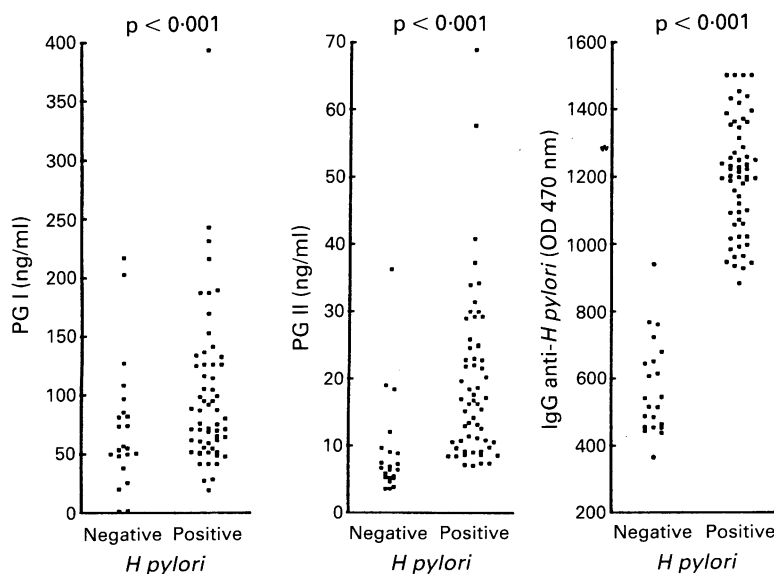 p < 0·001
400
350
300
250
200
150
100
50
0
PG I (ng/ml)
Negative Positive
H pylori
p < 0·001
70
60
50
40
30
20
10
0
PG II (ng/ml)
Negative Positive
H pylori
p < 0·001
1600
1400
1200
1000
800
600
400
200
IgG anti-H pylori (OD 470 nm)
Negative Positive
H pylori